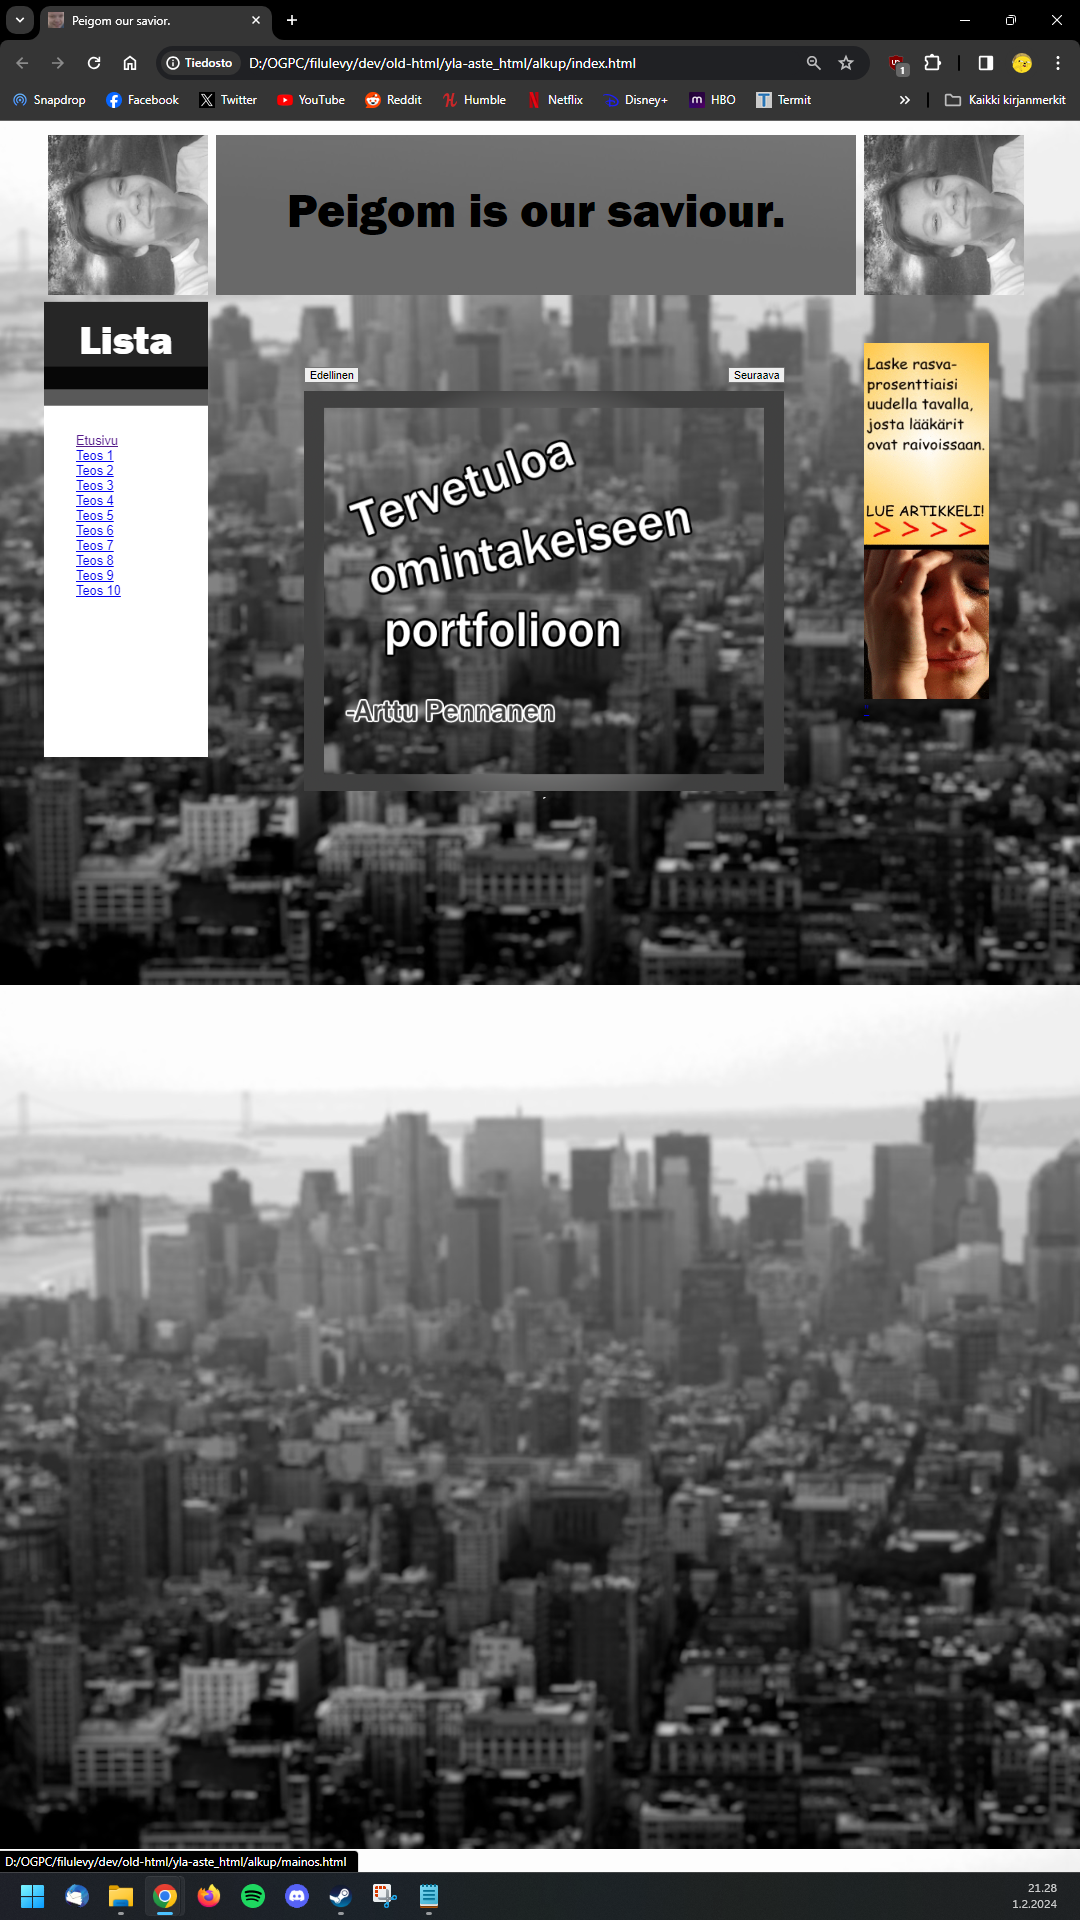 Peigom our savior.
Tiedosto D:/OGPC/filulevy/dev/old-html/yla-aste_html/alkup/index.html
1
Snapdrop Facebook Twitter YouTube Reddit Humble Netflix Disney+ HBO Termit Kaikki kirjanmerkit
Peigom is our saviour.
Lista
Etusivu
Teos 1
Teos 2
Teos 3
Teos 4
Teos 5
Teos 6
Teos 7
Teos 8
Teos 9
Teos 10
Edellinen Seuraava
Tervetuloa
omintakeiseen
portfolioon
-Arttu Pennanen
Laske rasva-
prosenttiaisi
uudella tavalla,
josta lääkärit
ovat raivoissaan.
LUE ARTIKKELI!
> > > >
D:/OGPC/filulevy/dev/old-html/yla-aste_html/alkup/mainos.html
21.28
1.2.2024